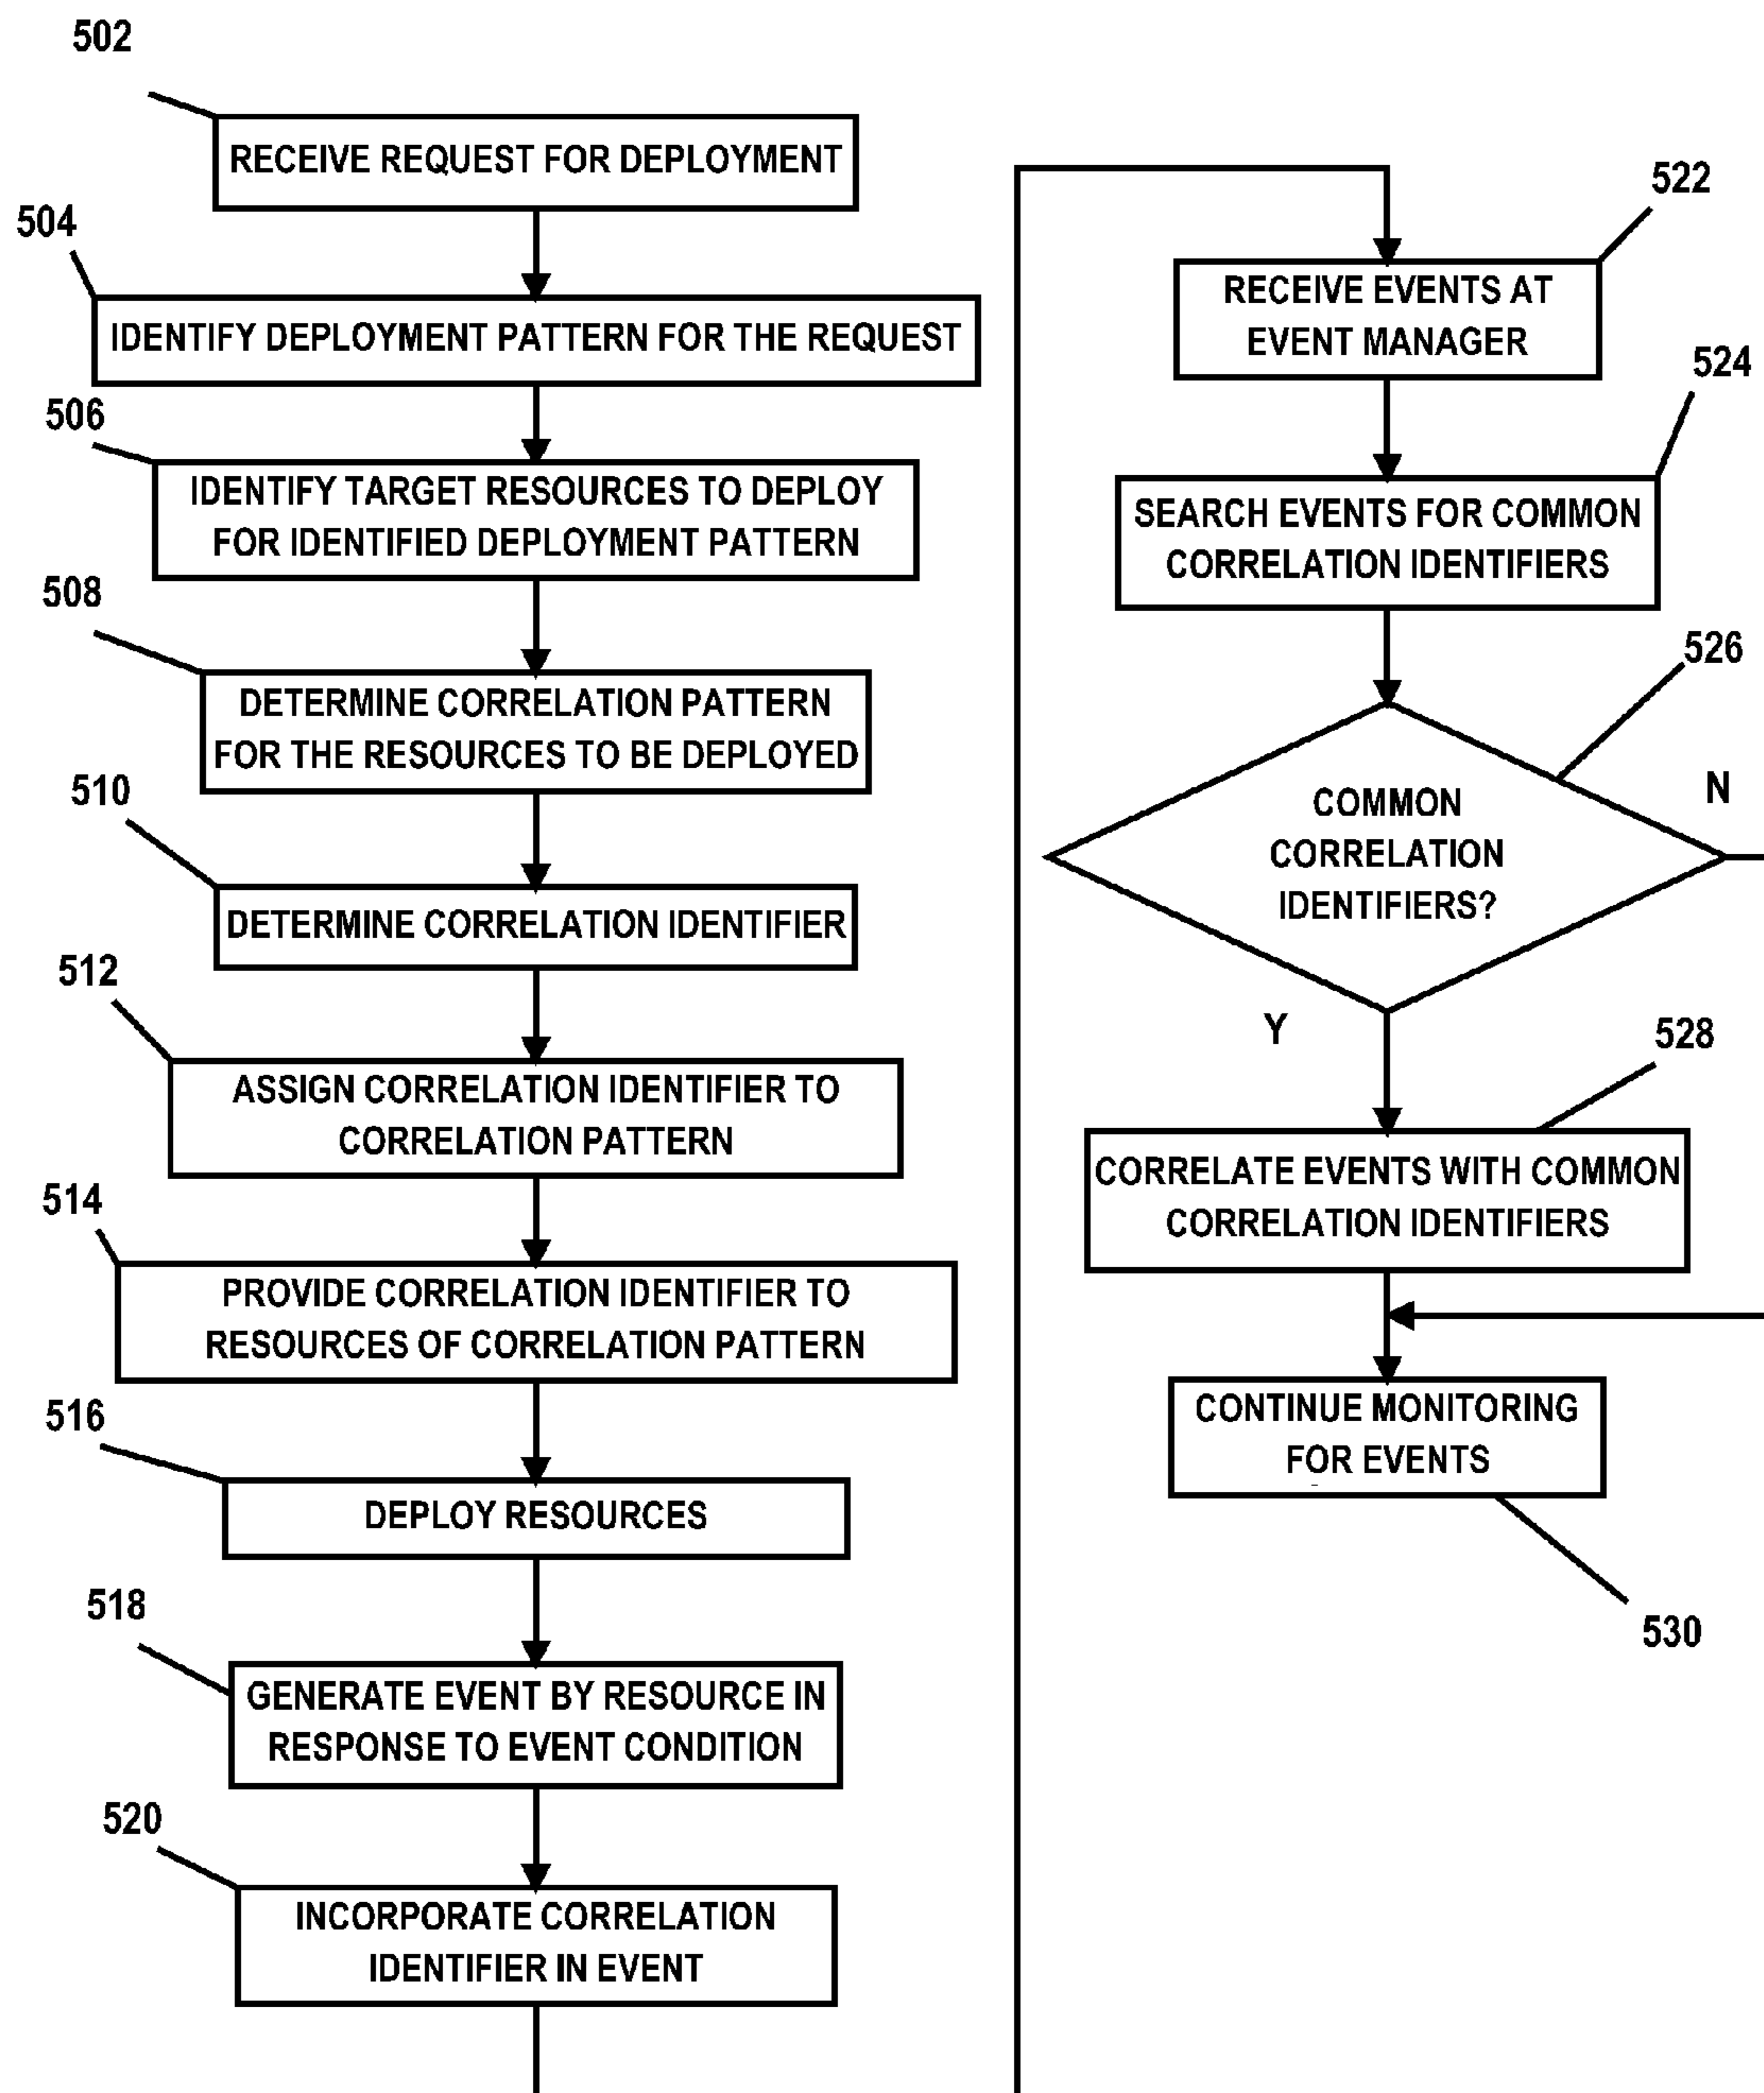 502
RECEIVE REQUEST FOR DEPLOYMENT
504
IDENTIFY DEPLOYMENT PATTERN FOR THE REQUEST
506
IDENTIFY TARGET RESOURCES TO DEPLOY
FOR IDENTIFIED DEPLOYMENT PATTERN
508
DETERMINE CORRELATION PATTERN
FOR THE RESOURCES TO BE DEPLOYED
510
DETERMINE CORRELATION IDENTIFIER
512
ASSIGN CORRELATION IDENTIFIER TO
CORRELATION PATTERN
514
PROVIDE CORRELATION IDENTIFIER TO
RESOURCES OF CORRELATION PATTERN
516
DEPLOY RESOURCES
518
GENERATE EVENT BY RESOURCE IN
RESPONSE TO EVENT CONDITION
520
INCORPORATE CORRELATION
IDENTIFIER IN EVENT
522
RECEIVE EVENTS AT
EVENT MANAGER
524
SEARCH EVENTS FOR COMMON
CORRELATION IDENTIFIERS
526
COMMON
CORRELATION
IDENTIFIERS?
N
Y
528
CORRELATE EVENTS WITH COMMON
CORRELATION IDENTIFIERS
CONTINUE MONITORING
FOR EVENTS
530